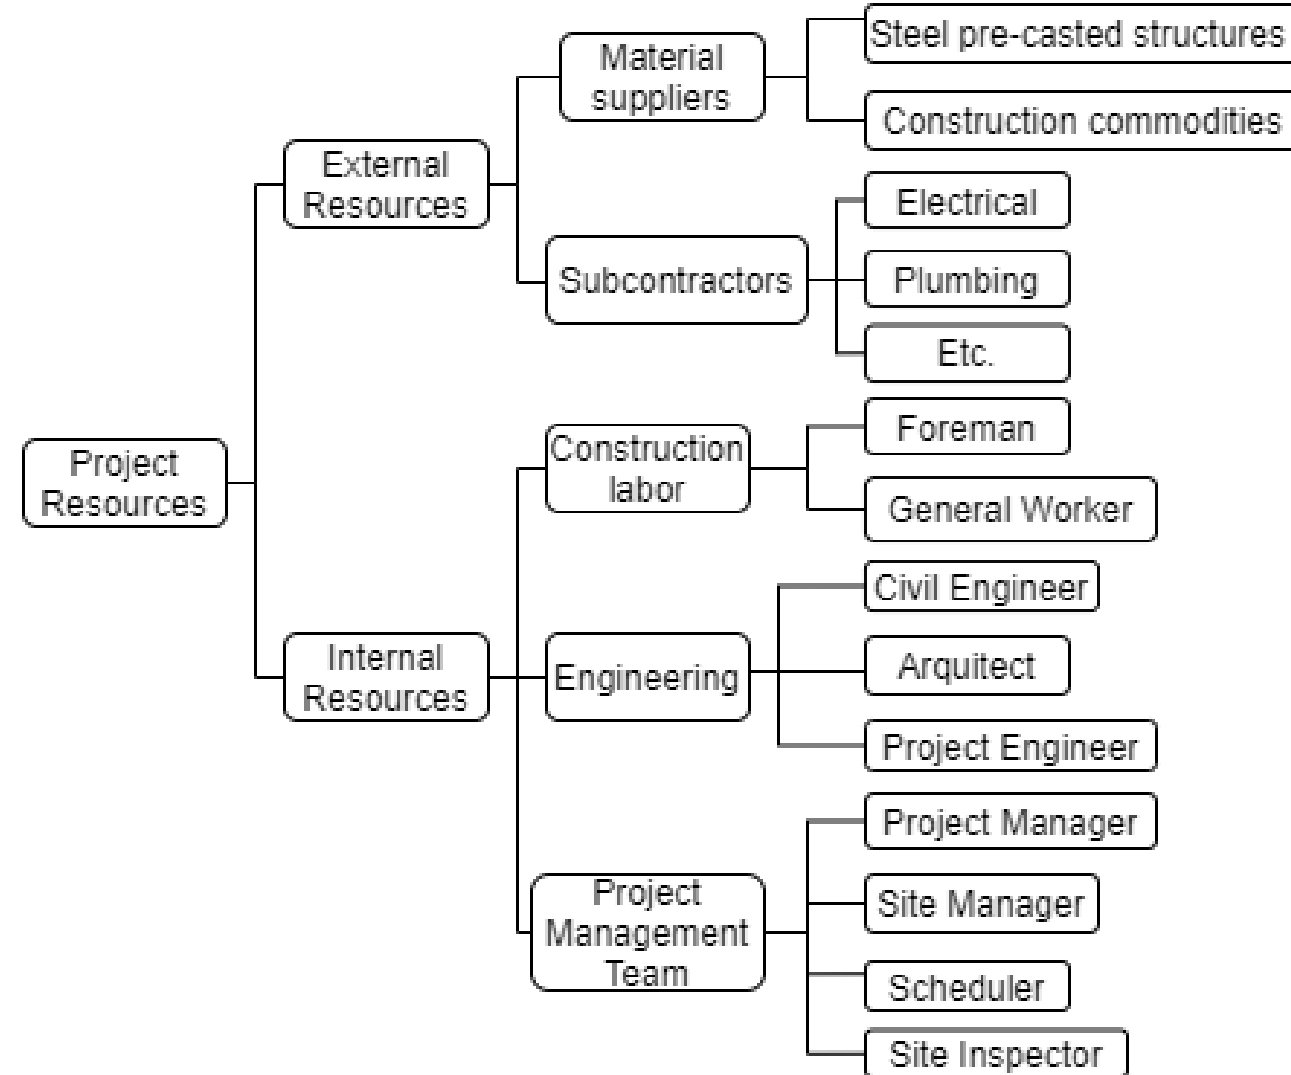 Project
Resources
External
Resources
Material
suppliers
Steel pre-casted structures
Construction commodities
Subcontractors
Electrical
Plumbing
Etc.
Internal
Resources
Construction
labor
Foreman
General Worker
Engineering
Civil Engineer
Arquitect
Project Engineer
Project
Management
Team
Project Manager
Site Manager
Scheduler
Site Inspector